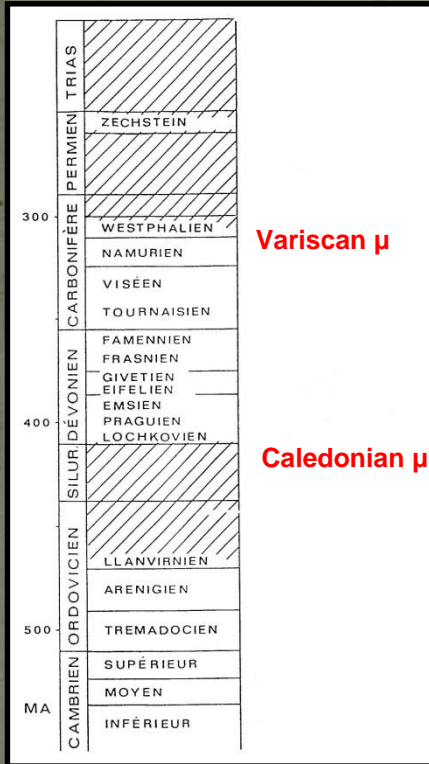 TRIAS
ZECHSTEIN
PERMIEN
300
WESTPHALIEN
Variscan µ
NAMURIEN
CARBONIFÈRE
VISÉEN
TOURNAISIEN
FAMENNIEN
FRASNIEN
GIVETIEN
EIFELIEN
DÉVONIEN
400
EMSIEN
PRAGUIEN
LOCHKOVIEN
SILUR.
Caledonian µ
LLANVIRNIEN
ORDOVICIEN
ARENIGIEN
500
TREMADOCIEN
SUPÉRIEUR
CAMBRIEN
MOYEN
MA
INFÉRIEUR